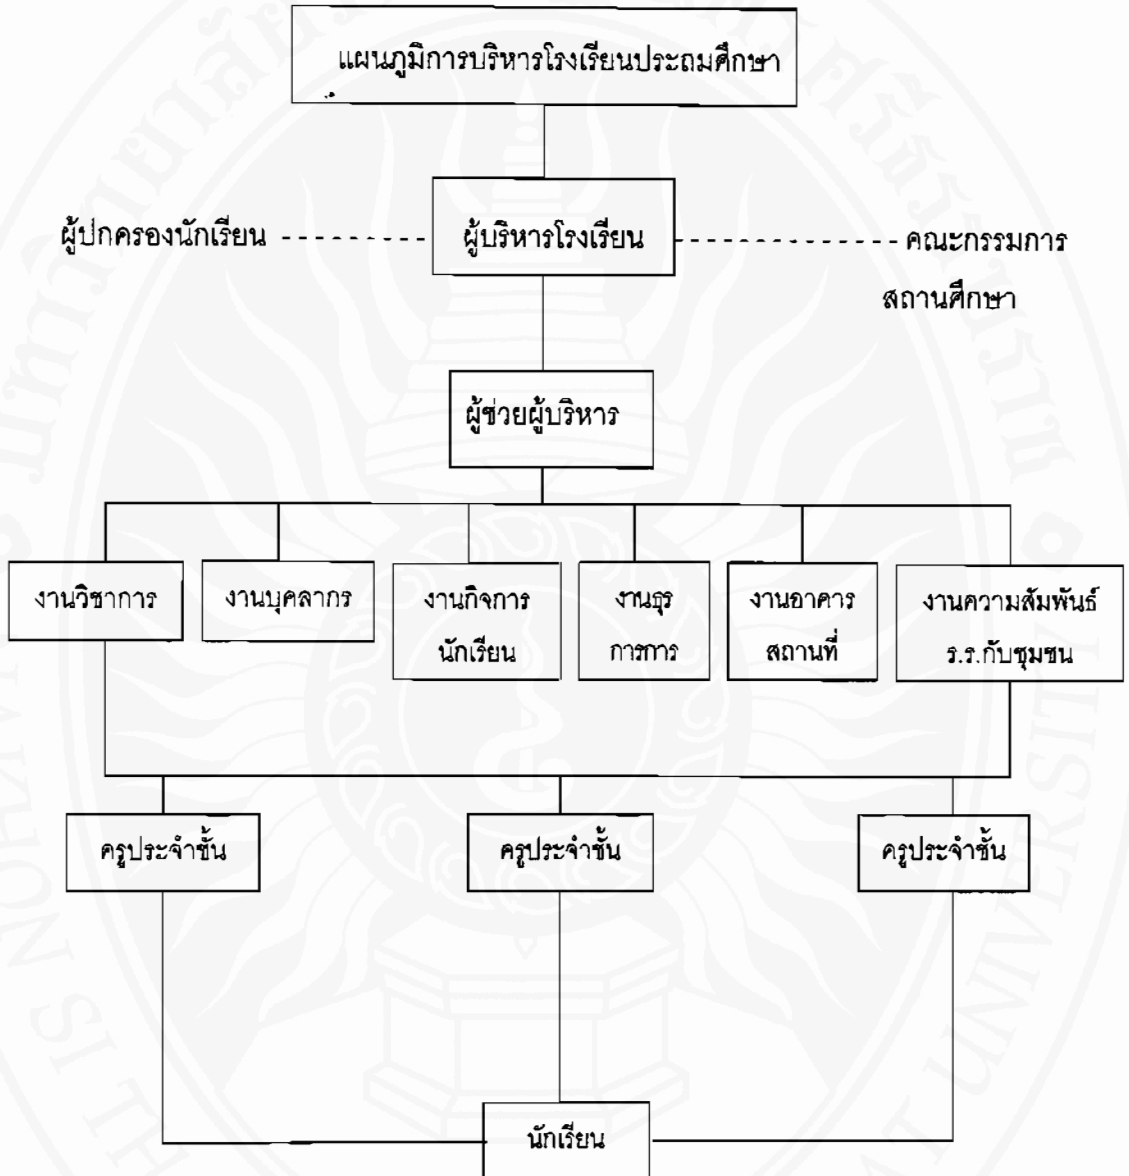 แผนภูมิการบริหารโรงเรียนประถมศึกษา
ผู้ปกครองนักเรียน
ผู้บริหารโรงเรียน
คณะกรรมการ
สถานศึกษา
ผู้ช่วยผู้บริหาร
งานวิชาการ
งานบุคลากร
งานกิจการ
นักเรียน
งานธุร
การการ
งานอาคาร
สถานที่
งานความสัมพันธ์
ร.ร.กับชุมชน
ครูประจำชั้น
ครูประจำชั้น
ครูประจำชั้น
นักเรียน